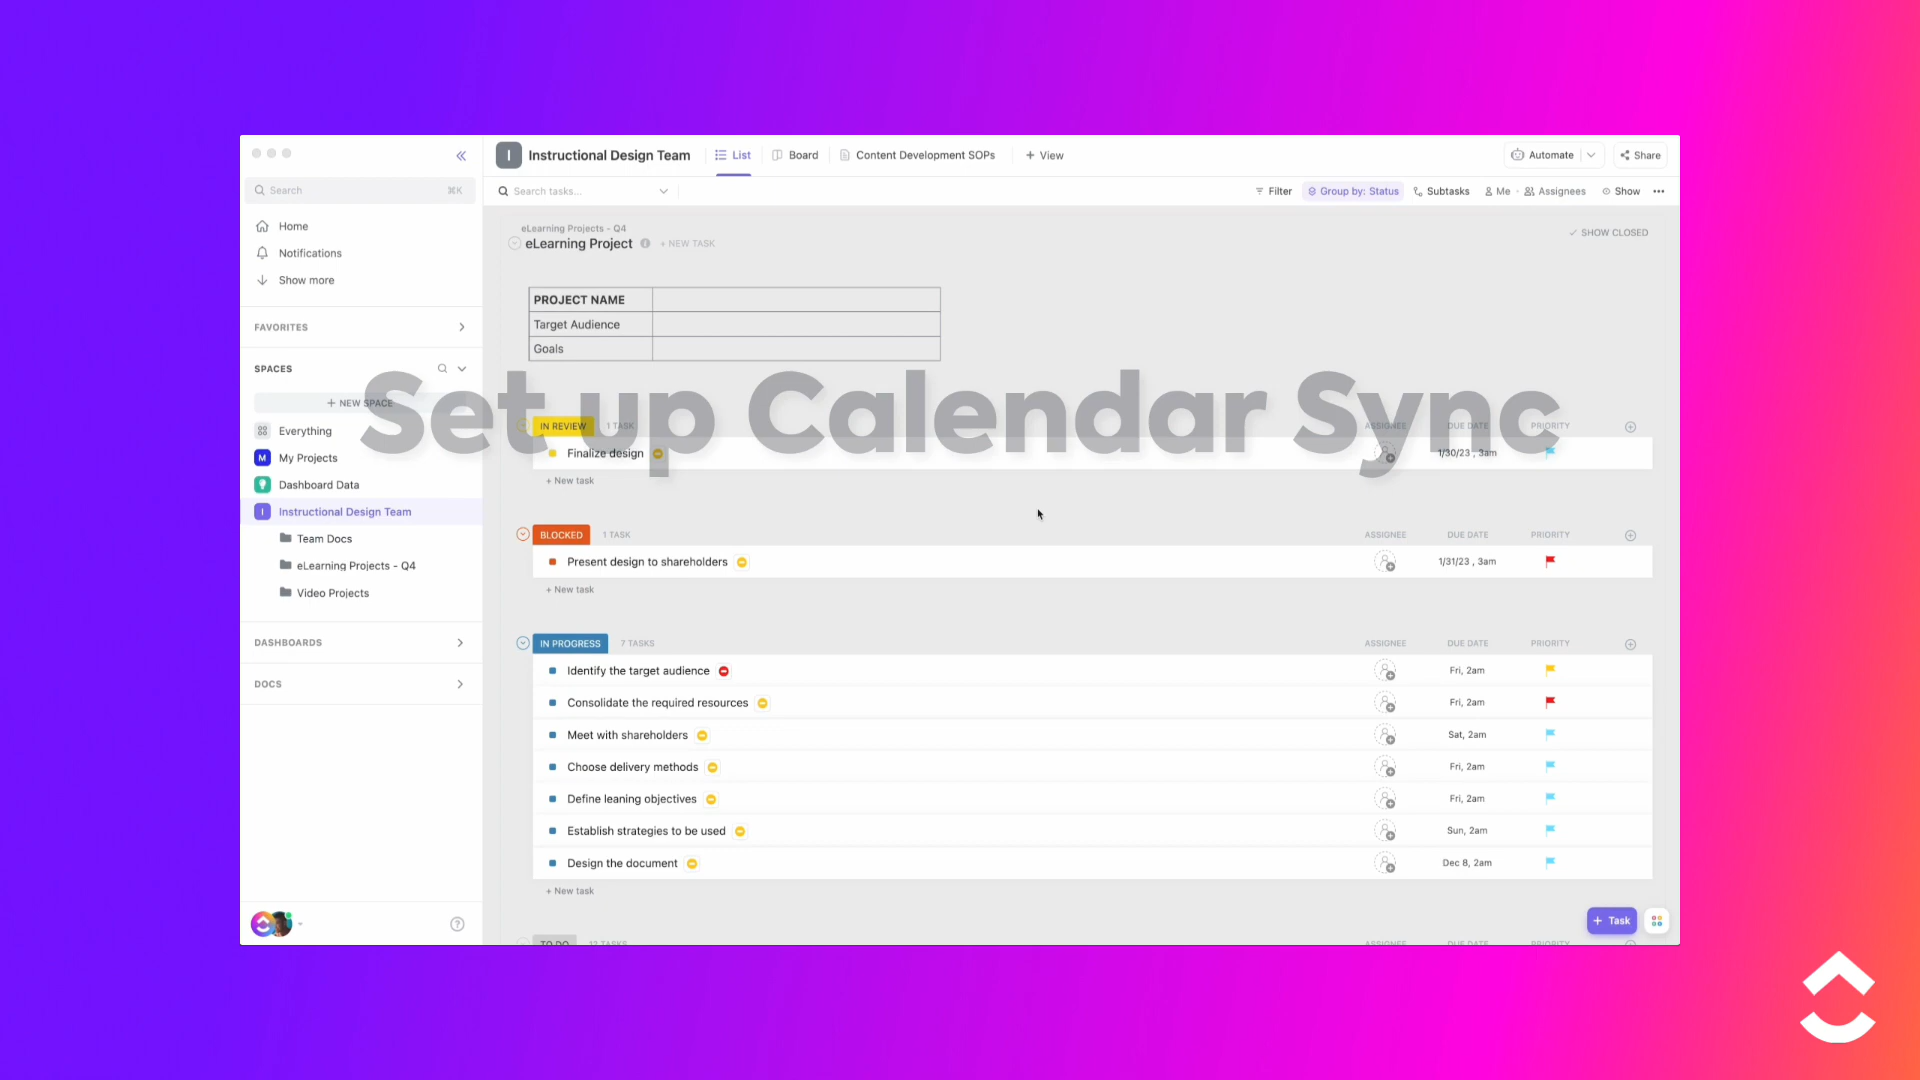 Set up Calendar Sync
Search ⌘K
Home
Notifications
Show more
FAVORITES
SPACES
+ NEW SPACE
Everything
M My Projects
Dashboard Data
I Instructional Design Team
Team Docs
eLearning Projects - Q4
Video Projects
DASHBOARDS
DOCS
I Instructional Design Team List Board Content Development SOPs + View Automate Share
Search tasks... Filter Group by: Status Subtasks Me Assignees Show
eLearning Projects - Q4
eLearning Project + NEW TASK SHOW CLOSED
PROJECT NAME
Target Audience
Goals
IN REVIEW 1 TASK ASSIGNEE DUE DATE PRIORITY
Finalize design 1/30/23 , 3am
+ New task
BLOCKED 1 TASK ASSIGNEE DUE DATE PRIORITY
Present design to shareholders 1/31/23 , 3am
+ New task
IN PROGRESS 7 TASKS ASSIGNEE DUE DATE PRIORITY
Identify the target audience Fri, 2am
Consolidate the required resources Fri, 2am
Meet with shareholders Sat, 2am
Choose delivery methods Fri, 2am
Define leaning objectives Fri, 2am
Establish strategies to be used Sun, 2am
Design the document Dec 8, 2am
+ New task
+ Task
TO DO 12 TASKS ASSIGNEE DUE DATE PRIORITY